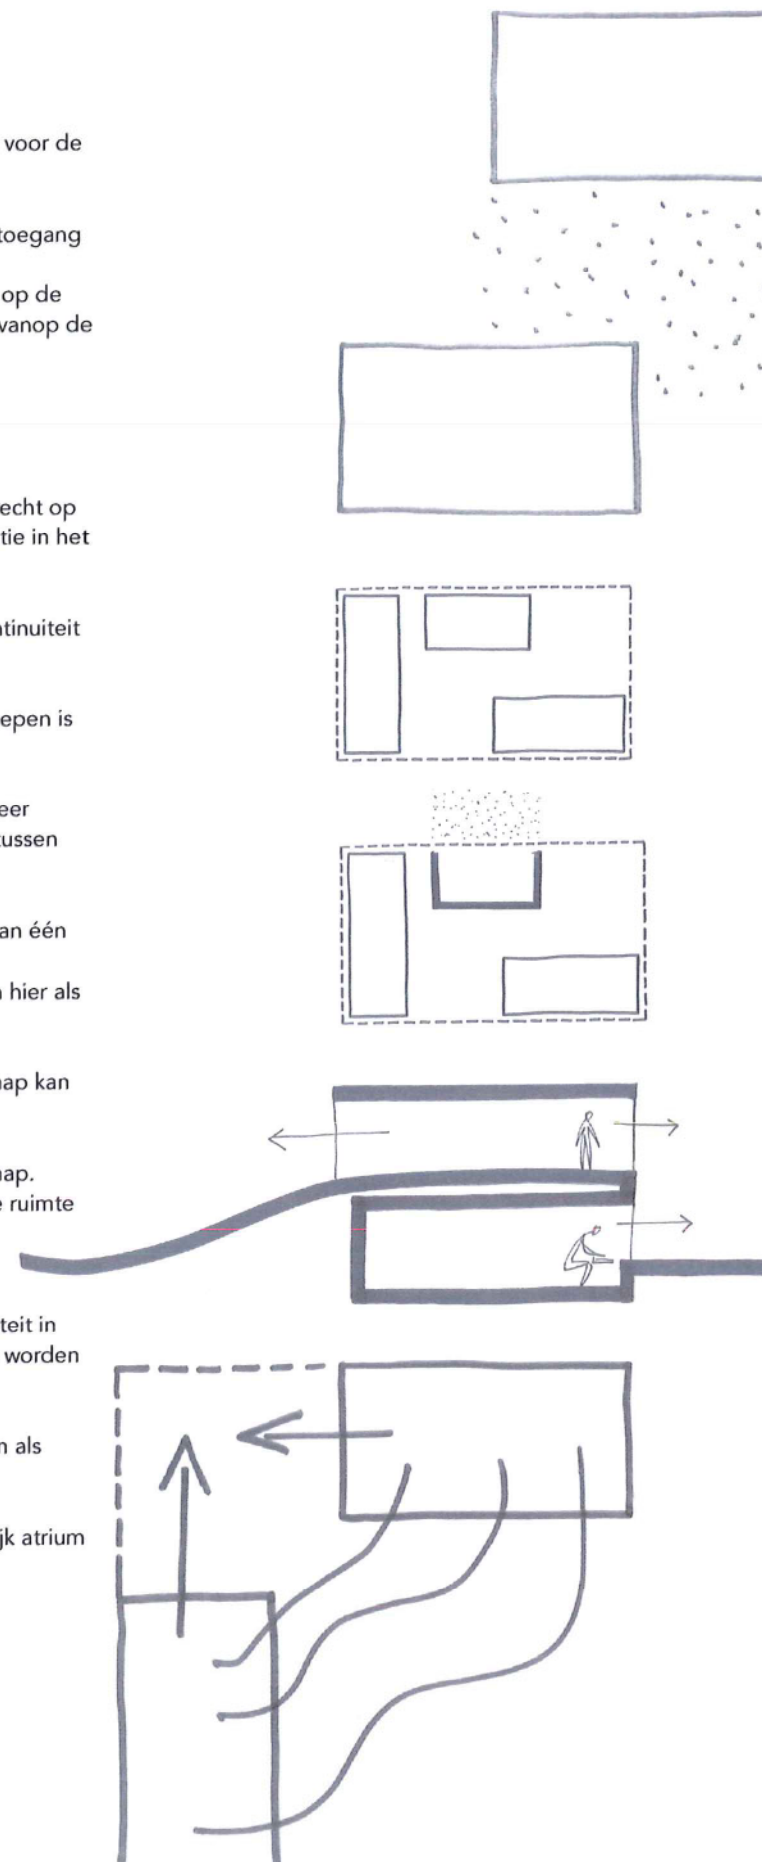 voor de
toegang
op de
vanop de
echt op
tie in het
ntinuiteit
epen is
eer
tussen
an één
hier als
ap kan
ap.
ruimte
teit in
worden
als
jk atrium